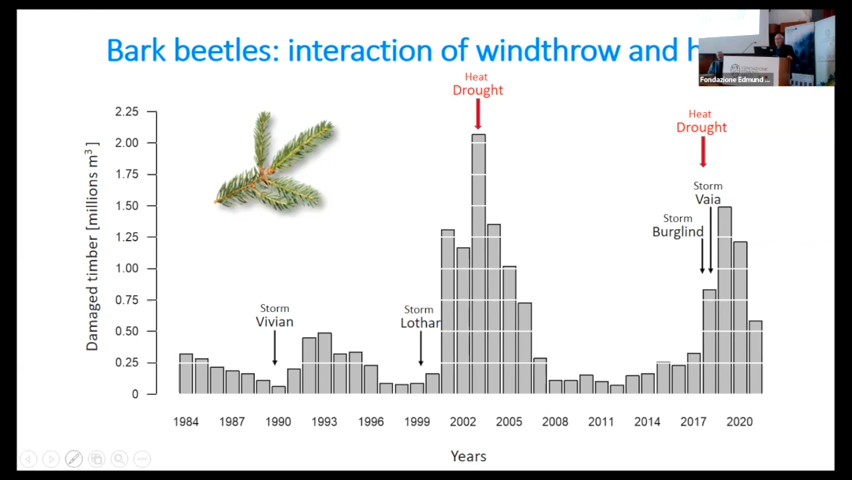 Bark beetles: interaction of windthrow and h
Fondazione Edmund ...
Heat
Drought
Heat
Drought
Storm
Vaia
Storm
Burglind
Storm
Vivian
Storm
Lothar
Damaged timber [millions m³]
2.25
2.00
1.75
1.50
1.25
1.00
0.75
0.50
0.25
0
1984 1987 1990 1993 1996 1999 2002 2005 2008 2011 2014 2017 2020
Years